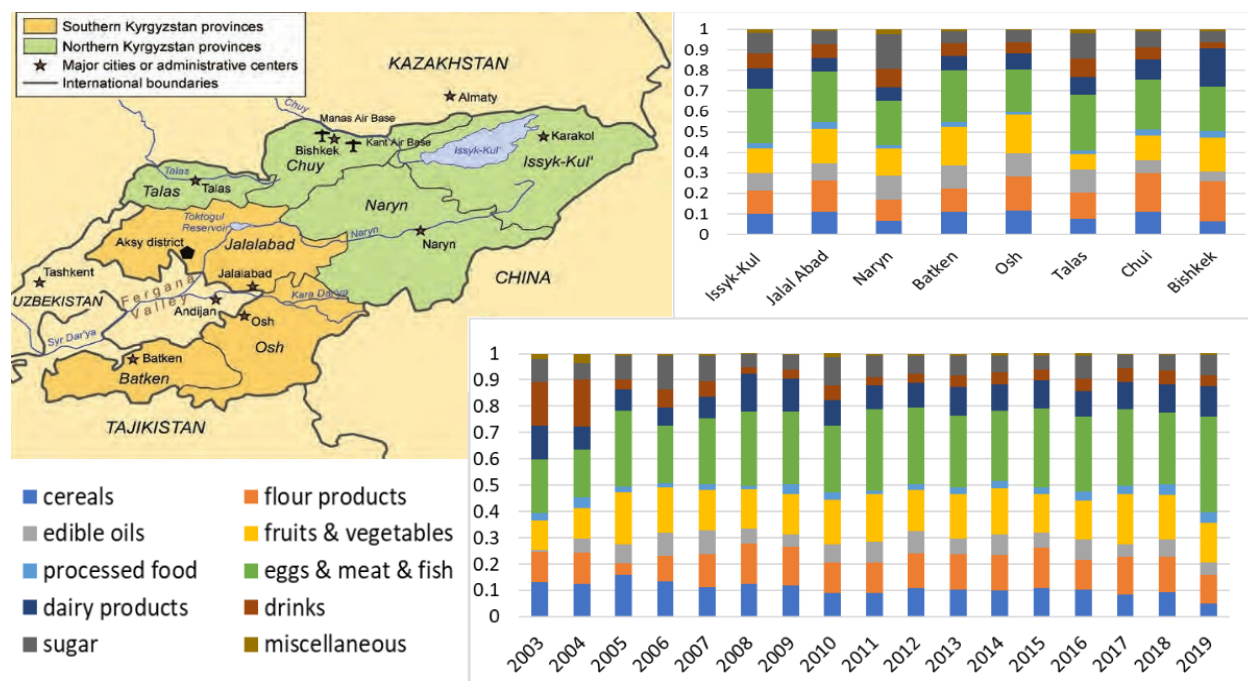 Southern Kyrgyzstan provinces
Northern Kyrgyzstan provinces
Major cities or administrative centers
International boundaries
KAZAKHSTAN
Almaty
Chuy
Manas Air Base
Bishkek
Kant Air Base
Chuy
Issyk-Kul'
Karakol
Issyk-Kul'
Talas
Talas
Talas
Naryn
Toktogul
Reservoir
Aksy district
Jalalabad
Naryn
Naryn
Tashkent
Jalalabad
CHINA
UZBEKISTAN
Fergana
Valley
Kara Dar'ya
Andijan
Osh
Syr Dar'ya
Osh
Batken
Batken
TAJIKISTAN
1
0.9
0.8
0.7
0.6
0.5
0.4
0.3
0.2
0.1
0
Issyk-Kul
Jalal Abad
Naryn
Batken
Osh
Talas
Chui
Bishkek
1
0.9
0.8
0.7
0.6
0.5
0.4
0.3
0.2
0.1
0
2003
2004
2005
2006
2007
2008
2009
2010
2011
2012
2013
2014
2015
2016
2017
2018
2019
cereals
flour products
edible oils
fruits & vegetables
processed food
eggs & meat & fish
dairy products
drinks
sugar
miscellaneous